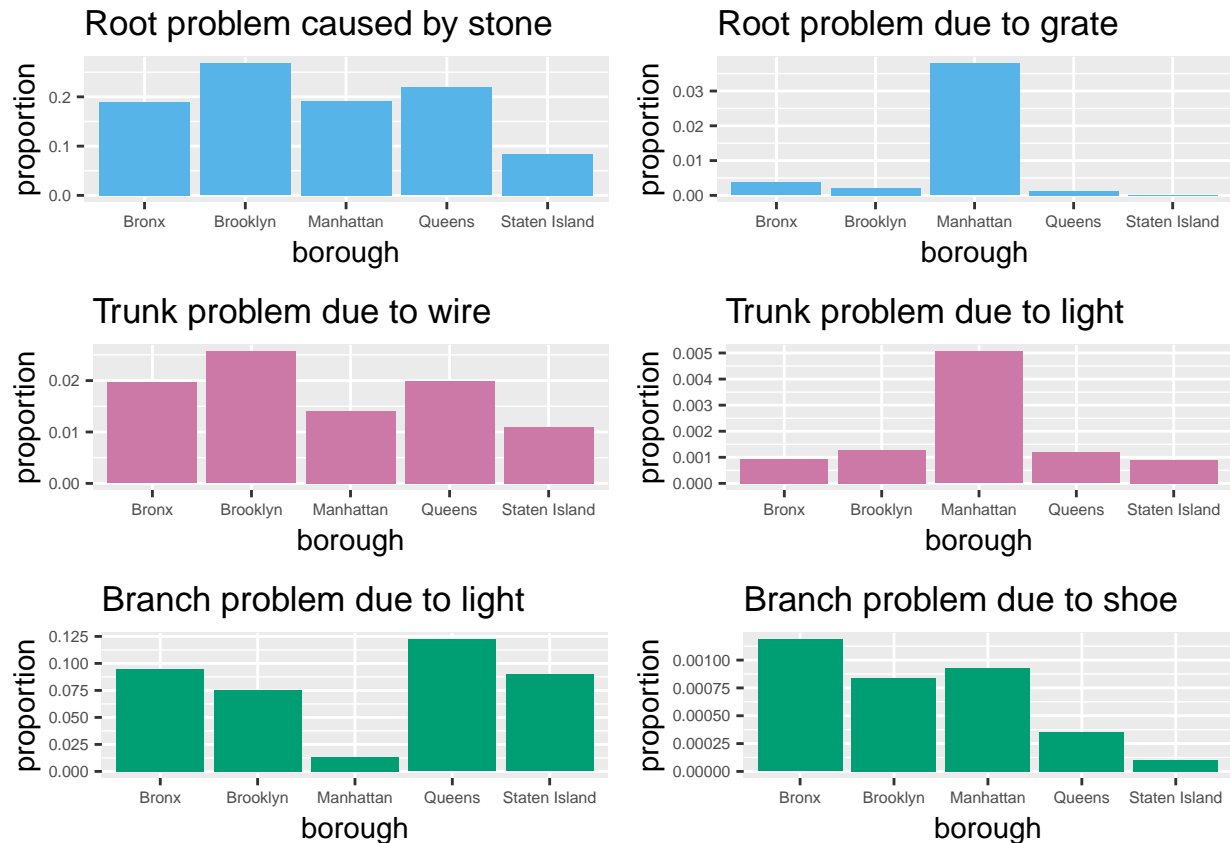 Root problem caused by stone
proportion
0.2
0.1
0.0
Bronx Brooklyn Manhattan Queens Staten Island
borough
Root problem due to grate
proportion
0.03
0.02
0.01
0.00
Bronx Brooklyn Manhattan Queens Staten Island
borough
Trunk problem due to wire
proportion
0.02
0.01
0.00
Bronx Brooklyn Manhattan Queens Staten Island
borough
Trunk problem due to light
proportion
0.005
0.004
0.003
0.002
0.001
0.000
Bronx Brooklyn Manhattan Queens Staten Island
borough
Branch problem due to light
proportion
0.125
0.100
0.075
0.050
0.025
0.000
Bronx Brooklyn Manhattan Queens Staten Island
borough
Branch problem due to shoe
proportion
0.00100
0.00075
0.00050
0.00025
0.00000
Bronx Brooklyn Manhattan Queens Staten Island
borough